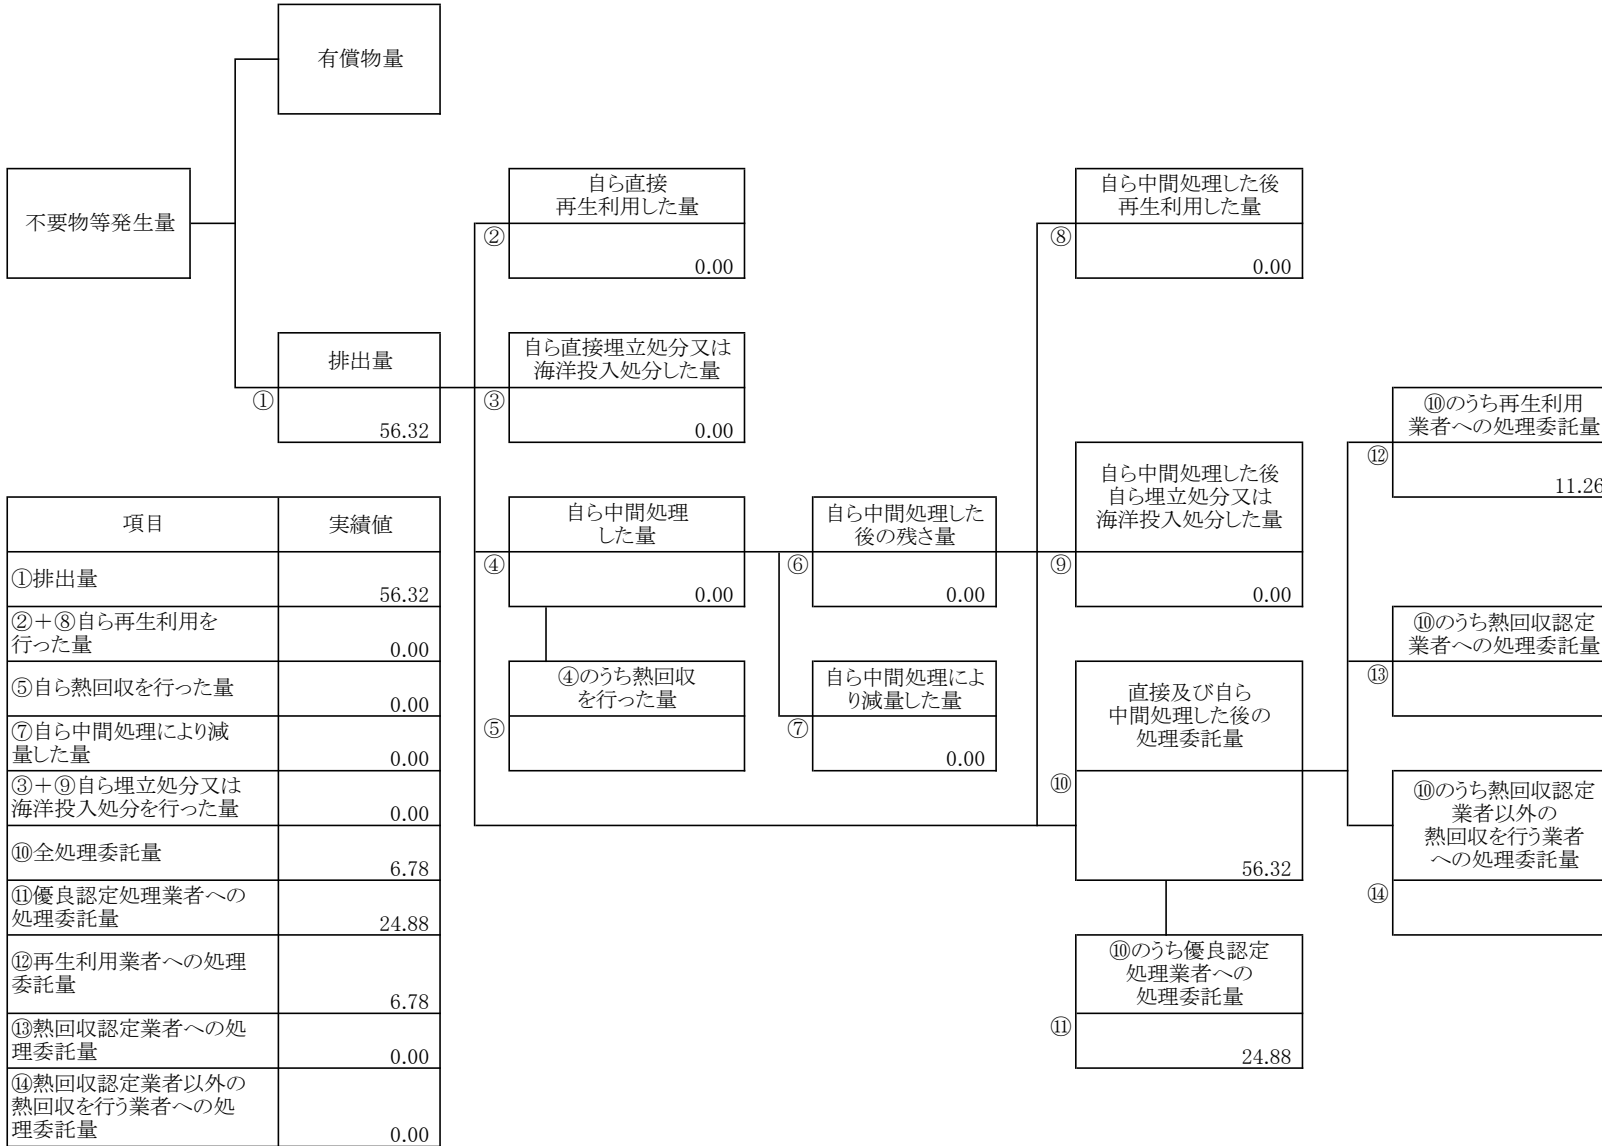 有償物量
不要物等発生量
自ら直接
再生利用した量
②
0.00
自ら中間処理した後
再生利用した量
⑧
0.00
排出量
①
56.32
自ら直接埋立処分又は
海洋投入処分した量
③
0.00
⑩のうち再生利用
業者への処理委託量
⑫
11.26
自ら中間処理
した量
④
0.00
自ら中間処理した
後の残さ量
⑥
0.00
自ら中間処理した後
自ら埋立処分又は
海洋投入処分した量
⑨
0.00
⑩のうち熱回収認定
業者への処理委託量
⑬
④のうち熱回収
を行った量
⑤
自ら中間処理によ
り減量した量
⑦
0.00
直接及び自ら
中間処理した後の
処理委託量
⑩
56.32
⑩のうち熱回収認定
業者以外の
熱回収を行う業者
への処理委託量
⑭
⑩のうち優良認定
処理業者への
処理委託量
⑪
24.88
項目 実績値
①排出量
56.32
②+⑧自ら再生利用を
行った量
0.00
⑤自ら熱回収を行った量
0.00
⑦自ら中間処理により減
量した量
0.00
③+⑨自ら埋立処分又は
海洋投入処分を行った量
0.00
⑩全処理委託量
6.78
⑪優良認定処理業者への
処理委託量
24.88
⑫再生利用業者への処理
委託量
6.78
⑬熱回収認定業者への処
理委託量
0.00
⑭熱回収認定業者以外の
熱回収を行う業者への処
理委託量
0.00